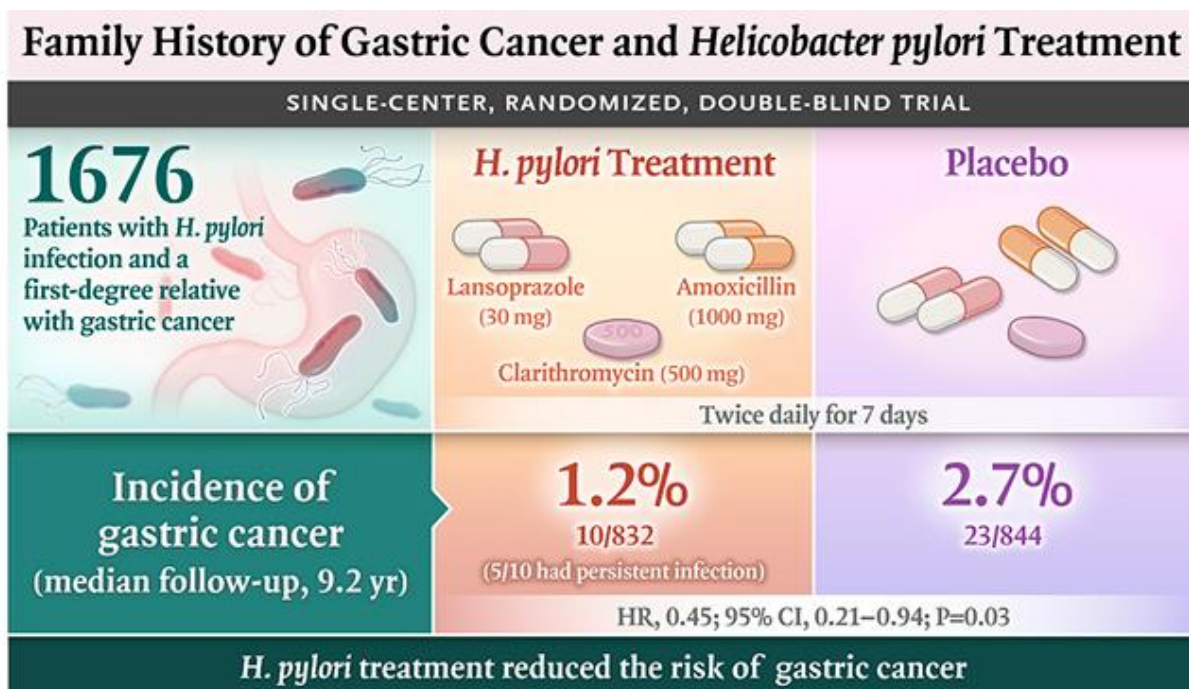 Family History of Gastric Cancer and Helicobacter pylori Treatment
SINGLE-CENTER, RANDOMIZED, DOUBLE-BLIND TRIAL
1676
Patients with H. pylori
infection and a
first-degree relative
with gastric cancer
H. pylori Treatment
Lansoprazole
(30 mg)
Amoxicillin
(1000 mg)
500
Clarithromycin (500 mg)
Placebo
Twice daily for 7 days
Incidence of
gastric cancer
(median follow-up, 9.2 yr)
1.2%
10/832
(5/10 had persistent infection)
2.7%
23/844
HR, 0.45; 95% CI, 0.21–0.94; P=0.03
H. pylori treatment reduced the risk of gastric cancer